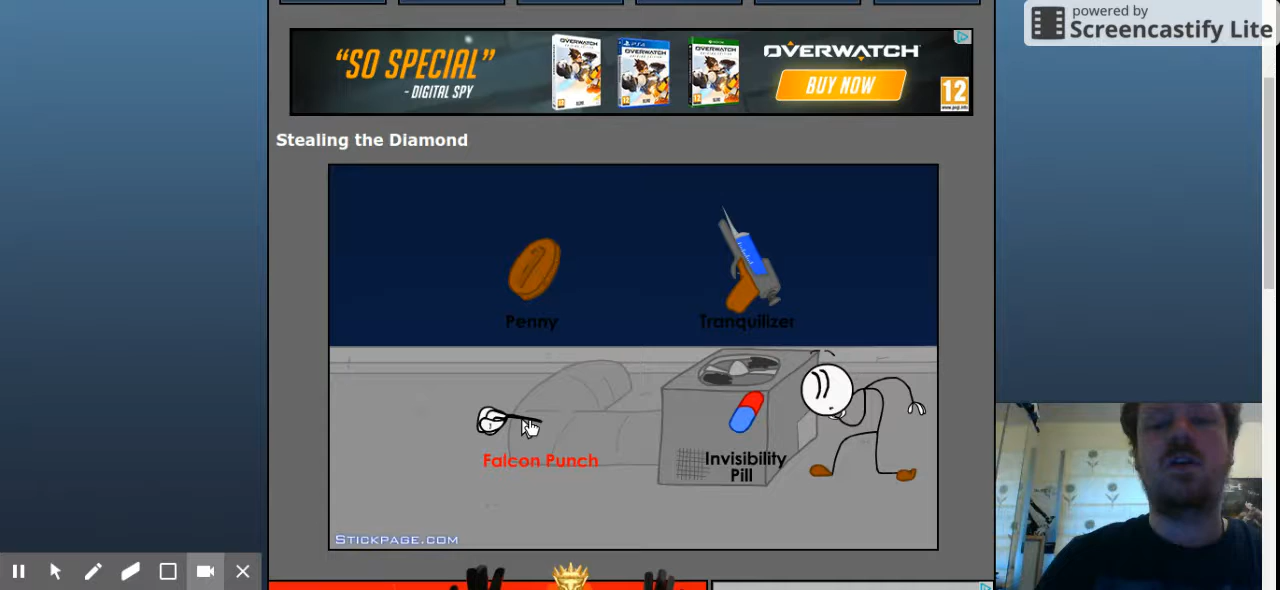 powered by
Screencastify Lite
“SO SPECIAL”
- DIGITAL SPY
OVERWATCH
BUY NOW
12
Stealing the Diamond
Penny
Tranquilizer
Falcon Punch
Invisibility
Pill
STICKPAGE.COM